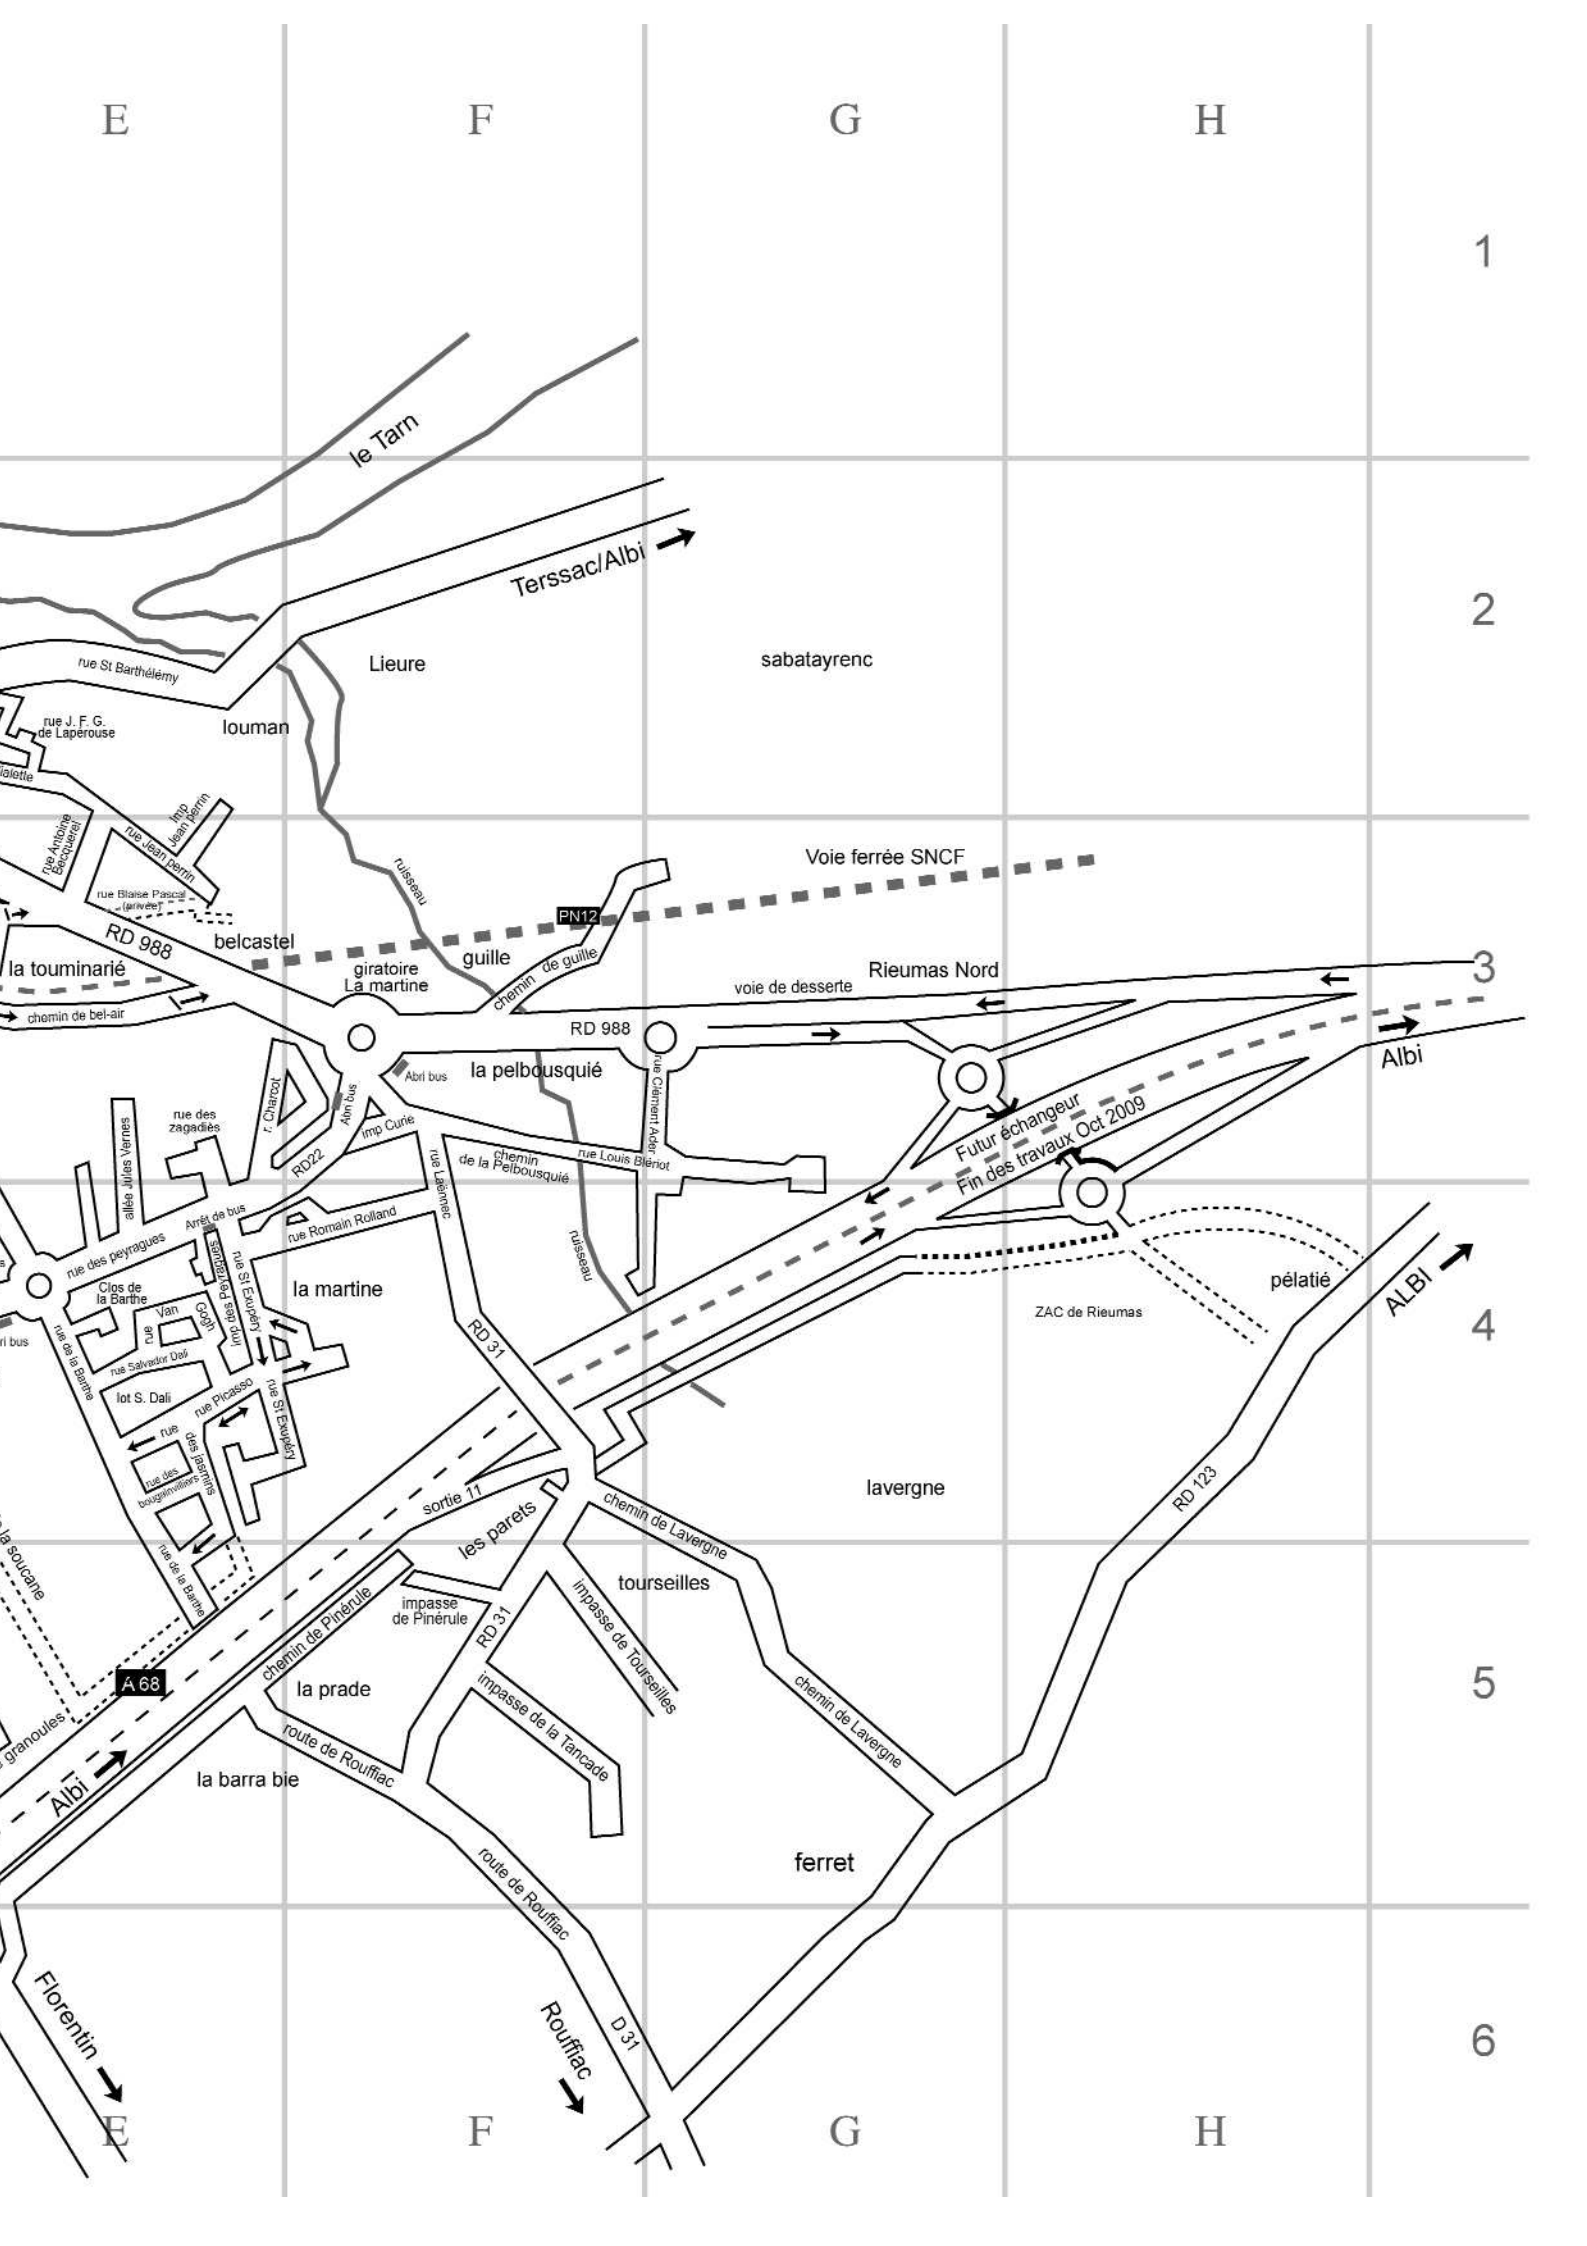 E
F
G
H
1
le Tarn
Terssac/Albi
2
rue St Barthélémy
Lieure
sabatayrenc
louman
rue J. F. G.
de Lapérouse
ialette
Imp
Jean perrin
rue Antoine
Becquerel
rue Jean perrin
Voie ferrée SNCF
ruisseau
rue Blaise Pascal
(privée)
PN12
RD 988
belcastel
guille
chemin de guille
la touminarié
giratoire
La martine
Rieumas Nord
3
voie de desserte
chemin de bel-air
RD 988
Albi
la pelbousquié
Abri bus
Abri bus
r. Charcot
rue Clément Ader
rue des
zagadiès
allée Jules Vernes
imp Curie
Futur échangeur
Fin des travaux Oct 2009
RD22
chemin
de la Pelbousquié
rue Louis Blériot
rue Laënnec
Arrêt de bus
rue Romain Rolland
rue des peyragues
ruisseau
imp des Peyragues
rue St Exupéry
Clos de
la Barthe
la martine
pélatié
ALBI
ZAC de Rieumas
4
ri bus
rue Van Gogh
rue de la Barthe
RD 31
rue Salvador Dali
lot S. Dali
rue Picasso
rue St Exupéry
rue
des jasmins
rue des
bougainvilliers
sortie 11
lavergne
RD 123
les parets
chemin de Lavergne
la soucane
rue de la Barthe
tourseilles
chemin de Pinérule
impasse
de Pinérule
impasse de Tourseilles
RD 31
A 68
la prade
5
impasse de la Tancade
chemin de Lavergne
granoules
route de Rouffiac
la barra bie
Albi
ferret
route de Rouffiac
Florentin
Rouffiac
D 31
6
E
F
G
H